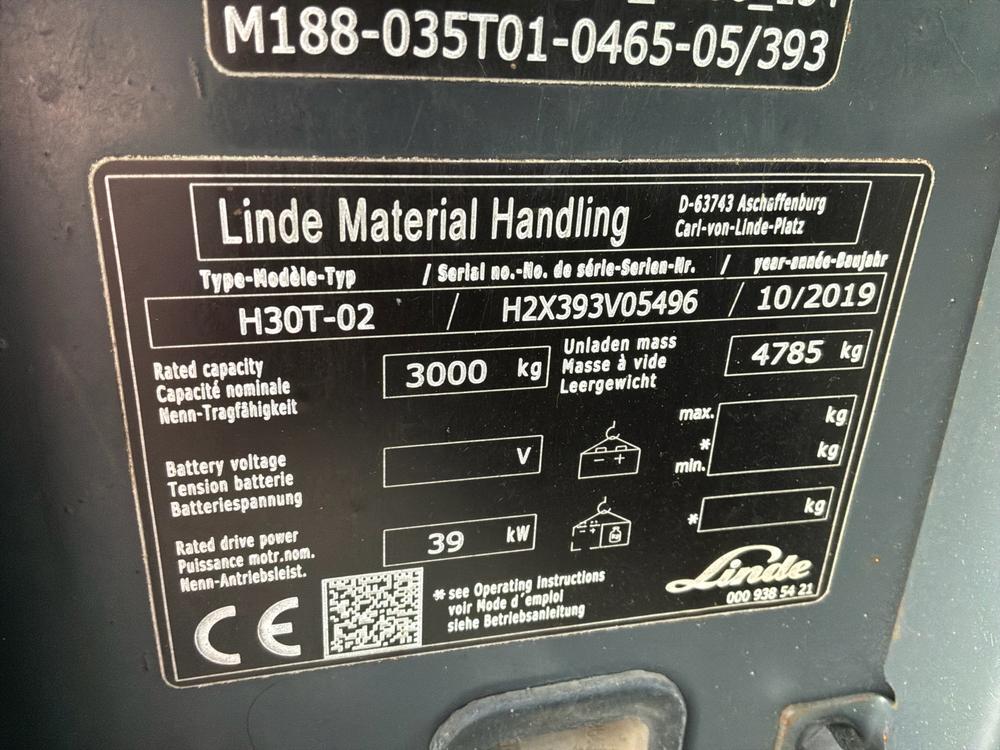 M188-035T01-0465-05/393
Linde Material Handling
D-63743 Aschaffenburg
Carl-von-Linde-Platz
Type-Modèle-Typ / Serial no.-No. de série-Serien-Nr. / year-année-Baujahr
H30T-02 / H2X393V05496 / 10/2019
Rated capacity
Capacité nominale
Nenn-Tragfähigkeit
3000 kg
Unladen mass
Masse à vide
Leergewicht
4785 kg
Battery voltage
Tension batterie
Batteriespannung
V
- +
max. kg
*
min. kg
Rated drive power
Puissance motr.nom.
Nenn-Antriebsleist.
39 kW
- +
kg
* kg
CE
* see Operating Instructions
voir Mode d'emploi
siehe Betriebsanleitung
Linde
000 938 54 21